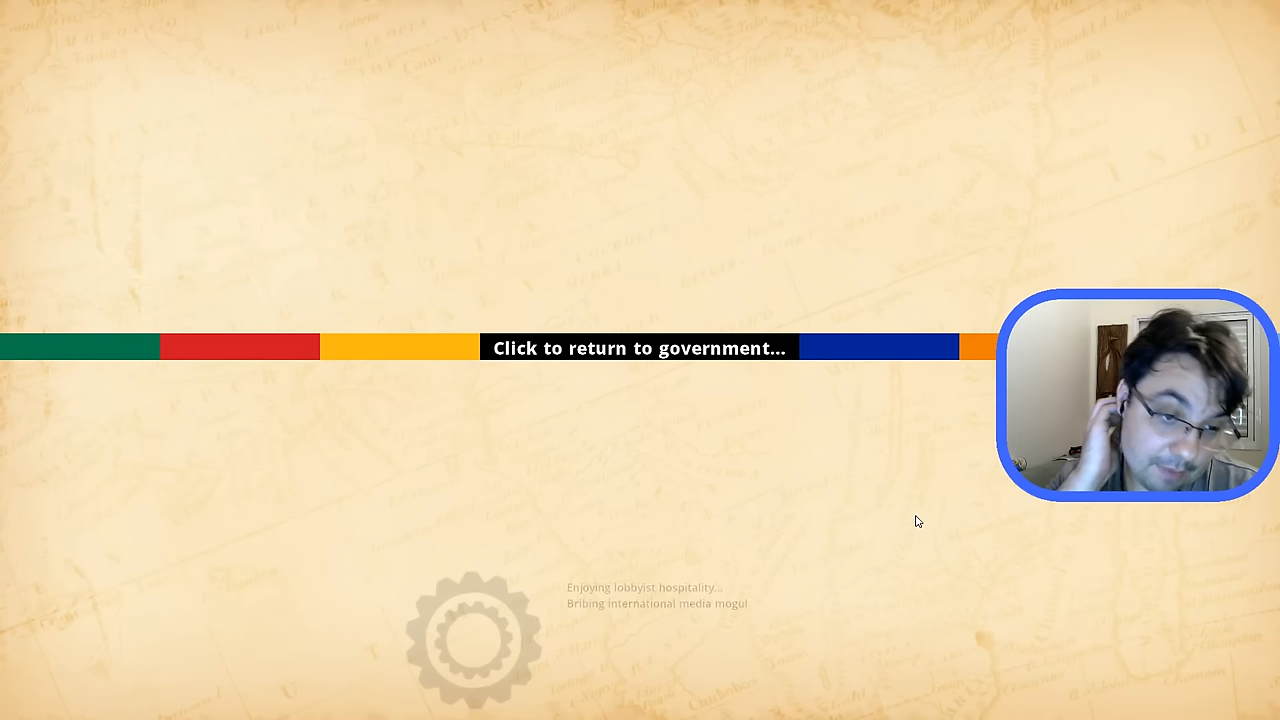 Click to return to government...
Enjoying lobbyist hospitality...
Bribing international media mogul